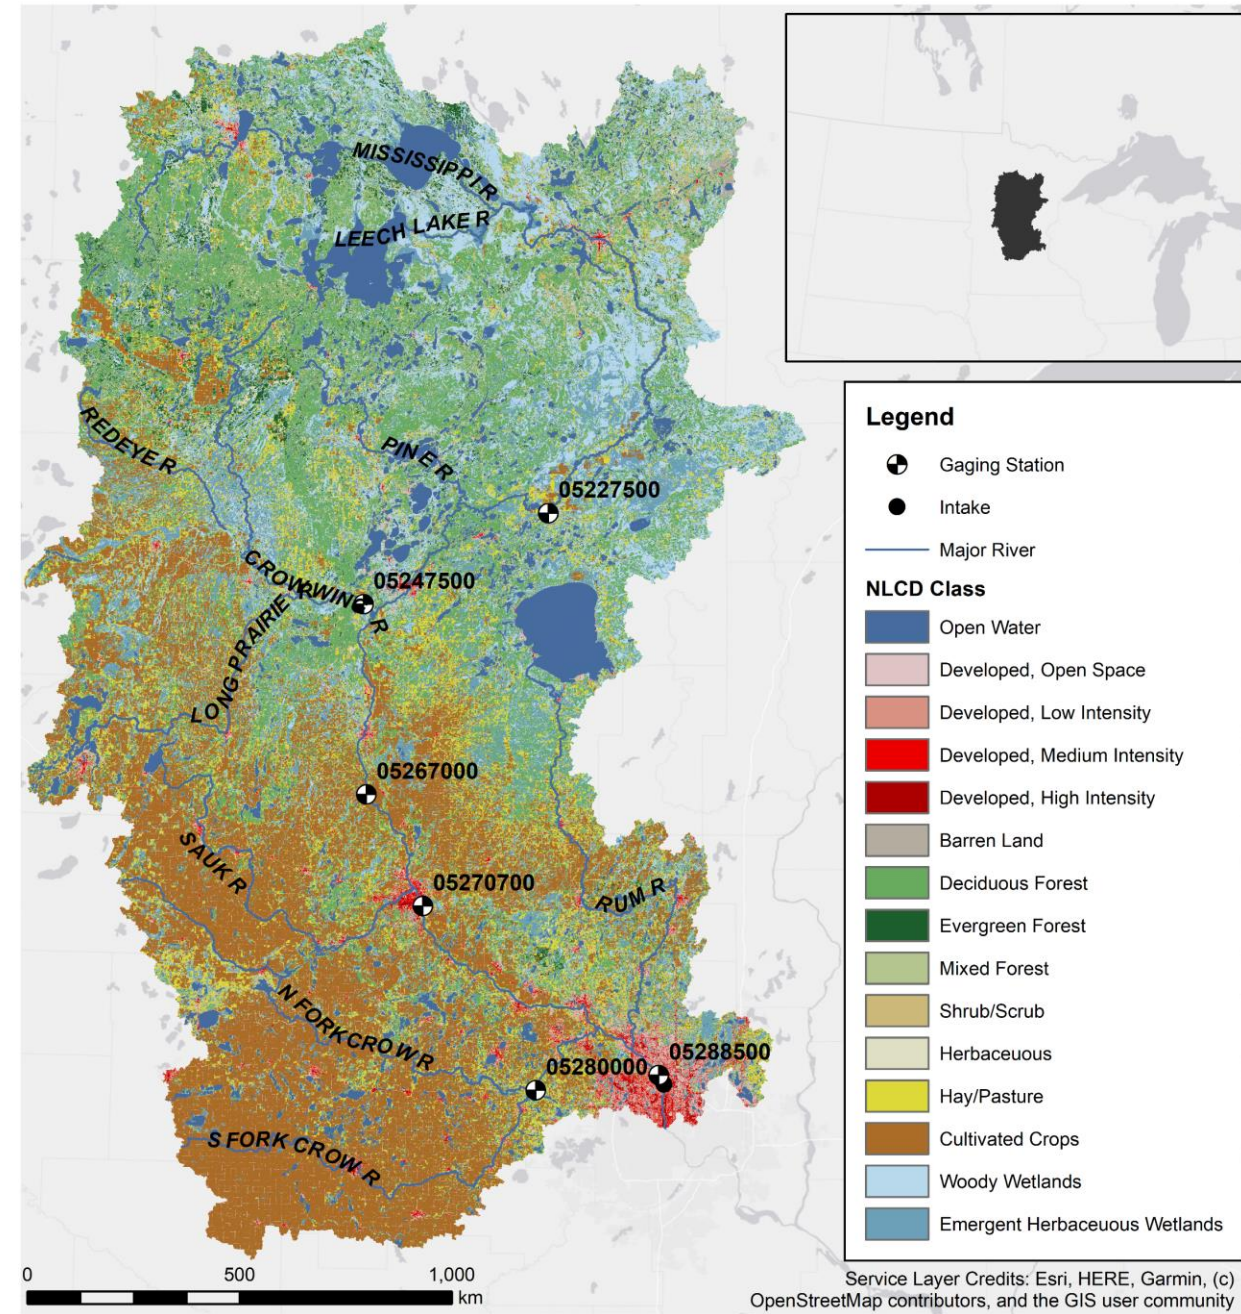 MISSISSIPPI R
LEECH LAKE R
REDEYE R
PINE R
05227500
CROW WING R
05247500
LONG PRAIRIE R
05267000
SAUK R
05270700
RUM R
N FORK CROW R
05288500
05280000
S FORK CROW R
Legend
Gaging Station
Intake
Major River
NLCD Class
Open Water
Developed, Open Space
Developed, Low Intensity
Developed, Medium Intensity
Developed, High Intensity
Barren Land
Deciduous Forest
Evergreen Forest
Mixed Forest
Shrub/Scrub
Herbaceuous
Hay/Pasture
Cultivated Crops
Woody Wetlands
Emergent Herbaceuous Wetlands
0 500 1,000
km
Service Layer Credits: Esri, HERE, Garmin, (c)
OpenStreetMap contributors, and the GIS user community